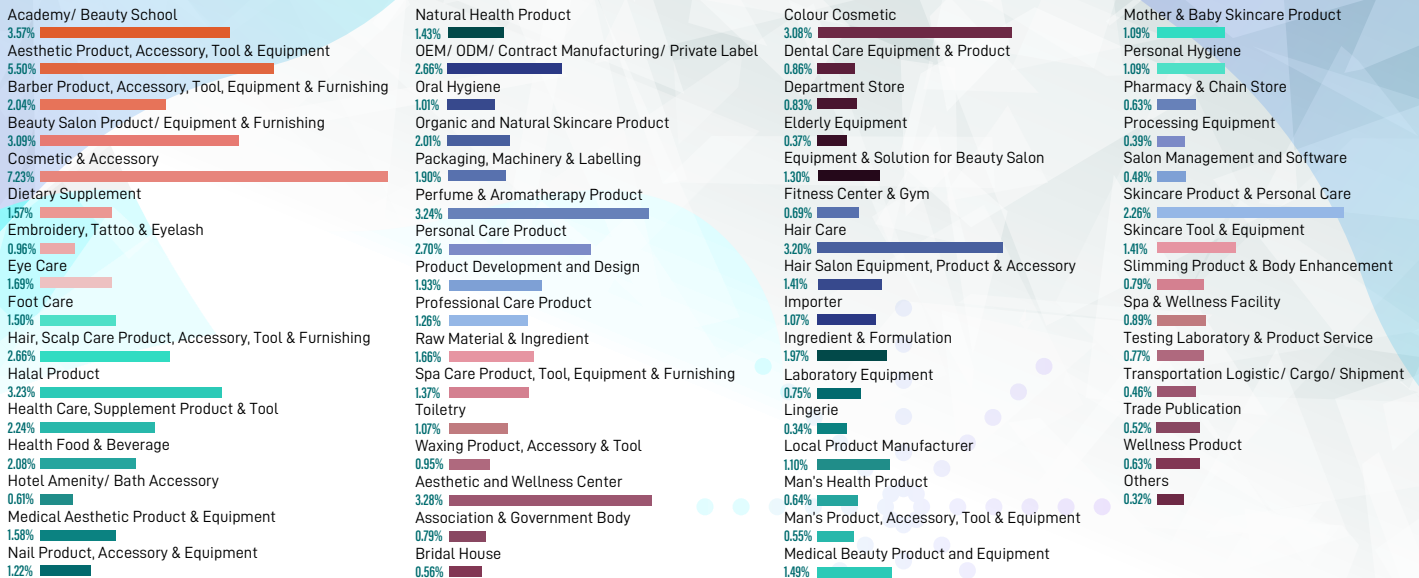 Academy/ Beauty School
3.57%
Aesthetic Product, Accessory, Tool & Equipment
5.50%
Barber Product, Accessory, Tool, Equipment & Furnishing
2.04%
Beauty Salon Product/ Equipment & Furnishing
3.09%
Cosmetic & Accessory
7.23%
Dietary Supplement
1.57%
Embroidery, Tattoo & Eyelash
0.96%
Eye Care
1.69%
Foot Care
1.50%
Hair, Scalp Care Product, Accessory, Tool & Furnishing
2.66%
Halal Product
3.23%
Health Care, Supplement Product & Tool
2.24%
Health Food & Beverage
2.08%
Hotel Amenity/ Bath Accessory
0.61%
Medical Aesthetic Product & Equipment
1.58%
Nail Product, Accessory & Equipment
1.22%
Natural Health Product
1.43%
OEM/ ODM/ Contract Manufacturing/ Private Label
2.66%
Oral Hygiene
1.01%
Organic and Natural Skincare Product
2.01%
Packaging, Machinery & Labelling
1.90%
Perfume & Aromatherapy Product
3.24%
Personal Care Product
2.70%
Product Development and Design
1.93%
Professional Care Product
1.26%
Raw Material & Ingredient
1.66%
Spa Care Product, Tool, Equipment & Furnishing
1.37%
Toiletry
1.07%
Waxing Product, Accessory & Tool
0.95%
Aesthetic and Wellness Center
3.28%
Association & Government Body
0.79%
Bridal House
0.56%
Colour Cosmetic
3.08%
Dental Care Equipment & Product
0.86%
Department Store
0.83%
Elderly Equipment
0.37%
Equipment & Solution for Beauty Salon
1.30%
Fitness Center & Gym
0.69%
Hair Care
3.20%
Hair Salon Equipment, Product & Accessory
1.41%
Importer
1.07%
Ingredient & Formulation
1.97%
Laboratory Equipment
0.75%
Lingerie
0.34%
Local Product Manufacturer
1.10%
Man's Health Product
0.64%
Man's Product, Accessory, Tool & Equipment
0.55%
Medical Beauty Product and Equipment
1.49%
Mother & Baby Skincare Product
1.09%
Personal Hygiene
1.09%
Pharmacy & Chain Store
0.63%
Processing Equipment
0.39%
Salon Management and Software
0.48%
Skincare Product & Personal Care
2.26%
Skincare Tool & Equipment
1.41%
Slimming Product & Body Enhancement
0.79%
Spa & Wellness Facility
0.89%
Testing Laboratory & Product Service
0.77%
Transportation Logistic/ Cargo/ Shipment
0.46%
Trade Publication
0.52%
Wellness Product
0.63%
Others
0.32%